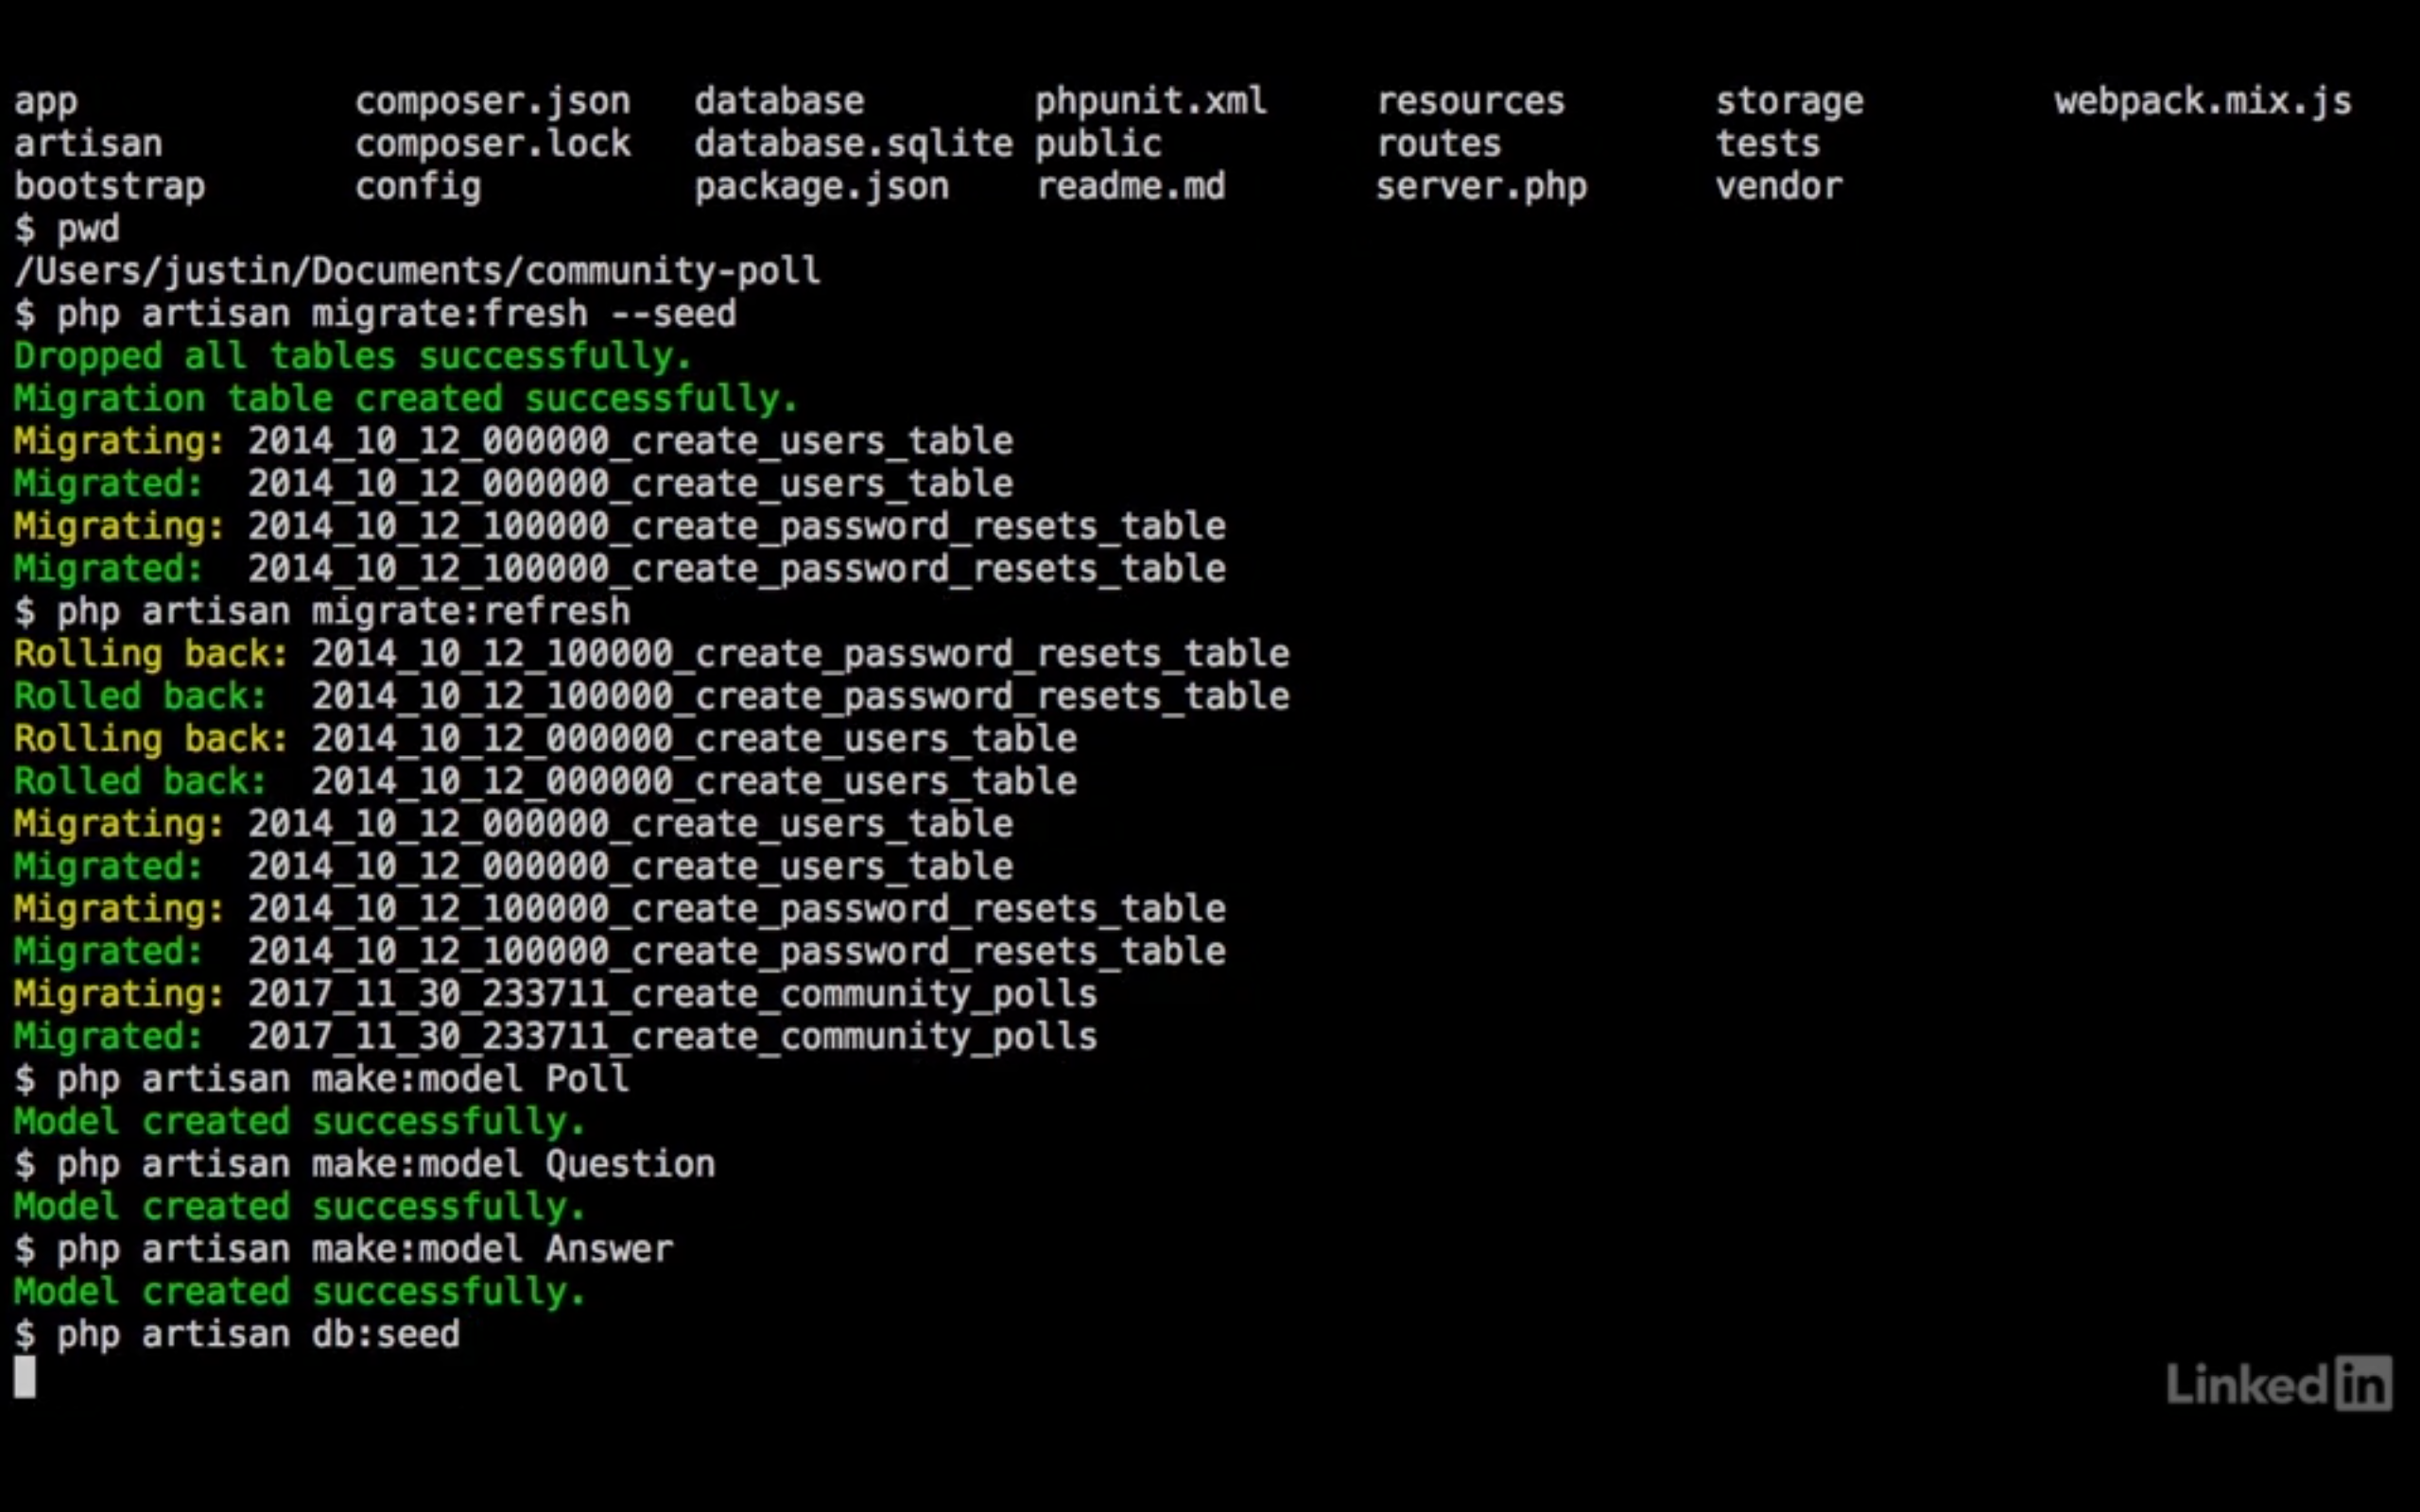 app composer.json database phpunit.xml resources storage webpack.mix.js
artisan composer.lock database.sqlite public routes tests
bootstrap config package.json readme.md server.php vendor
$ pwd
/Users/justin/Documents/community-poll
$ php artisan migrate:fresh --seed
Dropped all tables successfully.
Migration table created successfully.
Migrating: 2014_10_12_000000_create_users_table
Migrated:  2014_10_12_000000_create_users_table
Migrating: 2014_10_12_100000_create_password_resets_table
Migrated:  2014_10_12_100000_create_password_resets_table
$ php artisan migrate:refresh
Rolling back: 2014_10_12_100000_create_password_resets_table
Rolled back:  2014_10_12_100000_create_password_resets_table
Rolling back: 2014_10_12_000000_create_users_table
Rolled back:  2014_10_12_000000_create_users_table
Migrating: 2014_10_12_000000_create_users_table
Migrated:  2014_10_12_000000_create_users_table
Migrating: 2014_10_12_100000_create_password_resets_table
Migrated:  2014_10_12_100000_create_password_resets_table
Migrating: 2017_11_30_233711_create_community_polls
Migrated:  2017_11_30_233711_create_community_polls
$ php artisan make:model Poll
Model created successfully.
$ php artisan make:model Question
Model created successfully.
$ php artisan make:model Answer
Model created successfully.
$ php artisan db:seed
Linked in